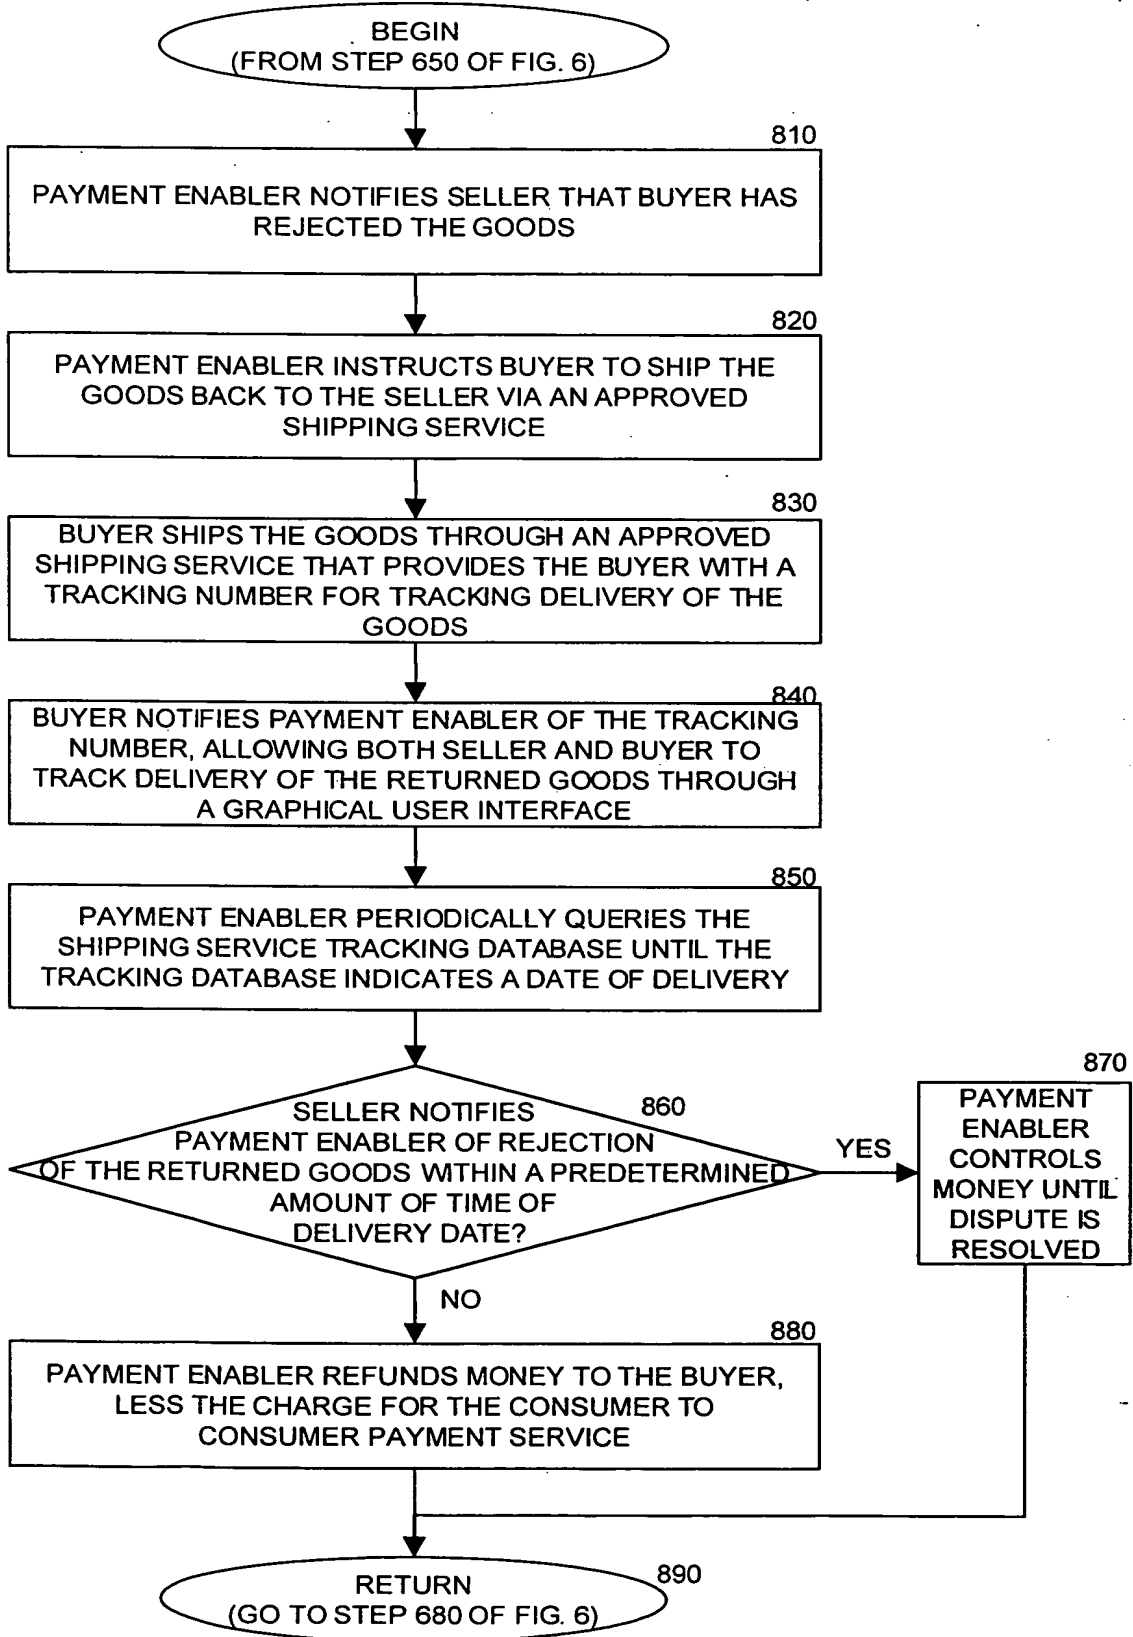 BEGIN
(FROM STEP 650 OF FIG. 6)
810
PAYMENT ENABLER NOTIFIES SELLER THAT BUYER HAS
REJECTED THE GOODS
820
PAYMENT ENABLER INSTRUCTS BUYER TO SHIP THE
GOODS BACK TO THE SELLER VIA AN APPROVED
SHIPPING SERVICE
830
BUYER SHIPS THE GOODS THROUGH AN APPROVED
SHIPPING SERVICE THAT PROVIDES THE BUYER WITH A
TRACKING NUMBER FOR TRACKING DELIVERY OF THE
GOODS
840
BUYER NOTIFIES PAYMENT ENABLER OF THE TRACKING
NUMBER, ALLOWING BOTH SELLER AND BUYER TO
TRACK DELIVERY OF THE RETURNED GOODS THROUGH
A GRAPHICAL USER INTERFACE
850
PAYMENT ENABLER PERIODICALLY QUERIES THE
SHIPPING SERVICE TRACKING DATABASE UNTIL THE
TRACKING DATABASE INDICATES A DATE OF DELIVERY
860
SELLER NOTIFIES
PAYMENT ENABLER OF REJECTION
OF THE RETURNED GOODS WITHIN A PREDETERMINED
AMOUNT OF TIME OF
DELIVERY DATE?
YES
870
PAYMENT
ENABLER
CONTROLS
MONEY UNTIL
DISPUTE IS
RESOLVED
NO
880
PAYMENT ENABLER REFUNDS MONEY TO THE BUYER,
LESS THE CHARGE FOR THE CONSUMER TO
CONSUMER PAYMENT SERVICE
890
RETURN
(GO TO STEP 680 OF FIG. 6)